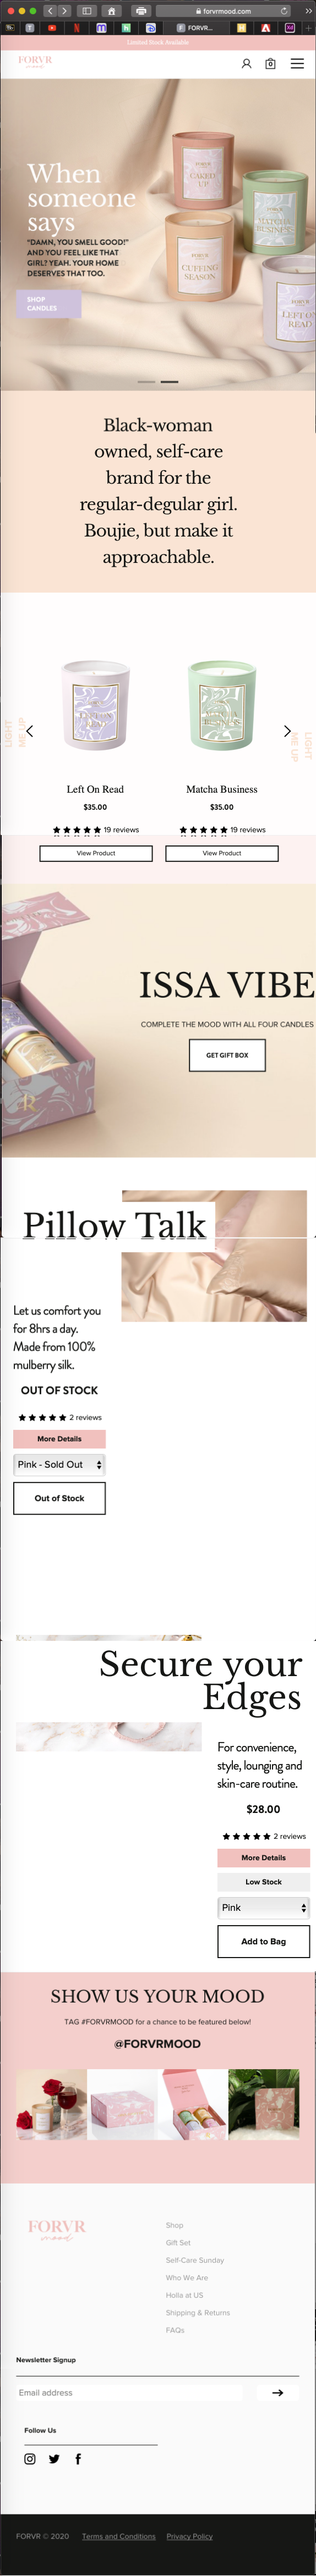 forvrmood.com
FORVR...
Limited Stock Available
FORVR
mood
0
When
someone
says
"DAMN, YOU SMELL GOOD!"
AND YOU FEEL LIKE THAT
GIRL? YEAH. YOUR HOME
DESERVES THAT TOO.
SHOP
CANDLES
FORVR
CAKED
UP
FORVR
MATCHA
BUSINESS
FORVR
CUFFING
SEASON
FORVR
LEFT ON
READ
Black-woman
owned, self-care
brand for the
regular-degular girl.
Boujie, but make it
approachable.
LIGHT
ME UP
LIGHT
ME UP
Left On Read
Matcha Business
$35.00
$35.00
19 reviews
19 reviews
View Product
View Product
ISSA VIBE
COMPLETE THE MOOD WITH ALL FOUR CANDLES
GET GIFT BOX
Pillow Talk
Let us comfort you
for 8hrs a day.
Made from 100%
mulberry silk.
OUT OF STOCK
2 reviews
More Details
Pink - Sold Out
Out of Stock
Secure your
Edges
For convenience,
style, lounging and
skin-care routine.
$28.00
2 reviews
More Details
Low Stock
Pink
Add to Bag
SHOW US YOUR MOOD
TAG #FORVRMOOD for a chance to be featured below!
@FORVRMOOD
FORVR
mood
Shop
Gift Set
Self-Care Sunday
Who We Are
Holla at US
Shipping & Returns
FAQs
Newsletter Signup
Email address
Follow Us
FORVR © 2020 Terms and Conditions Privacy Policy